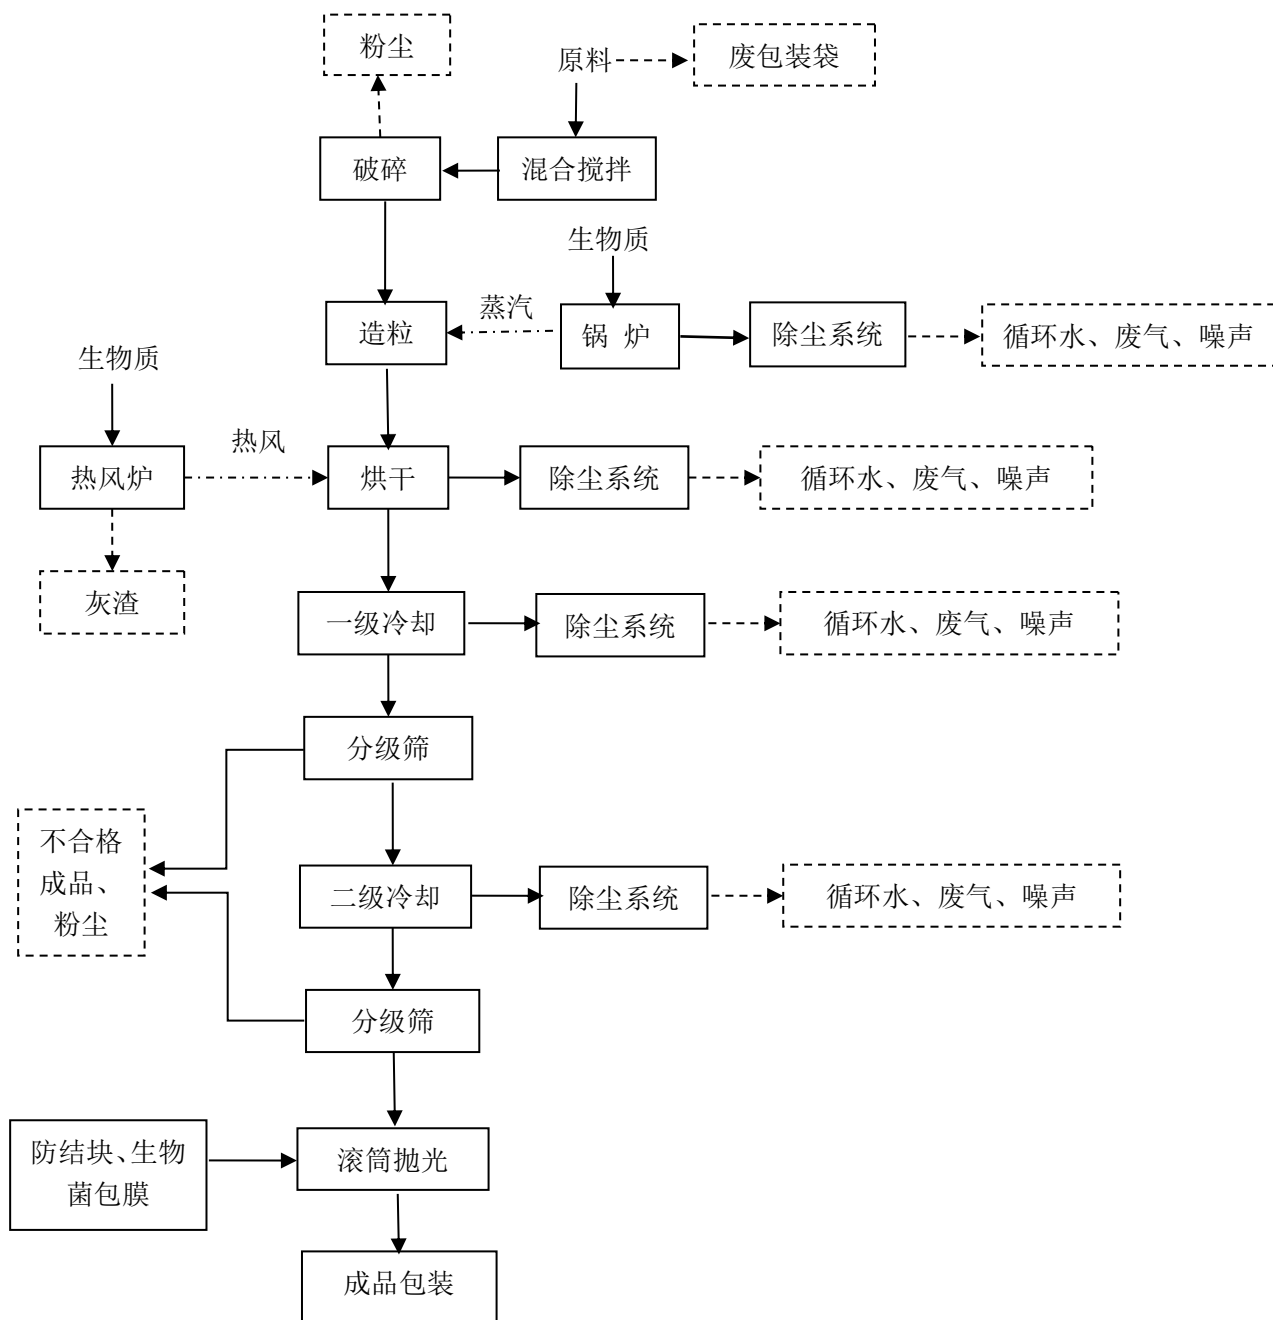 粉尘
原料
废包装袋
破碎
混合搅拌
生物质
蒸汽
造粒
锅 炉
除尘系统
循环水、废气、噪声
生物质
热风
热风炉
烘干
除尘系统
循环水、废气、噪声
灰渣
一级冷却
除尘系统
循环水、废气、噪声
分级筛
不合格
成品、
粉尘
二级冷却
除尘系统
循环水、废气、噪声
分级筛
防结块、生物
菌包膜
滚筒抛光
成品包装